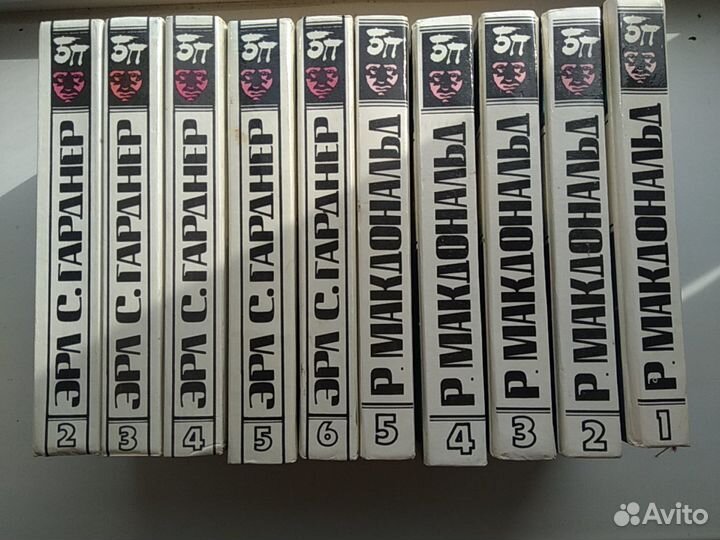 БП
ЭРЛ С. ГАРДНЕР
2
БП
ЭРЛ С. ГАРДНЕР
3
БП
ЭРЛ С. ГАРДНЕР
4
БП
ЭРЛ С. ГАРДНЕР
5
БП
ЭРЛ С. ГАРДНЕР
6
БП
Р. МАКДОНАЛЬД
5
БП
Р. МАКДОНАЛЬД
4
БП
Р. МАКДОНАЛЬД
3
БП
Р. МАКДОНАЛЬД
2
БП
Р. МАКДОНАЛЬД
1
Avito